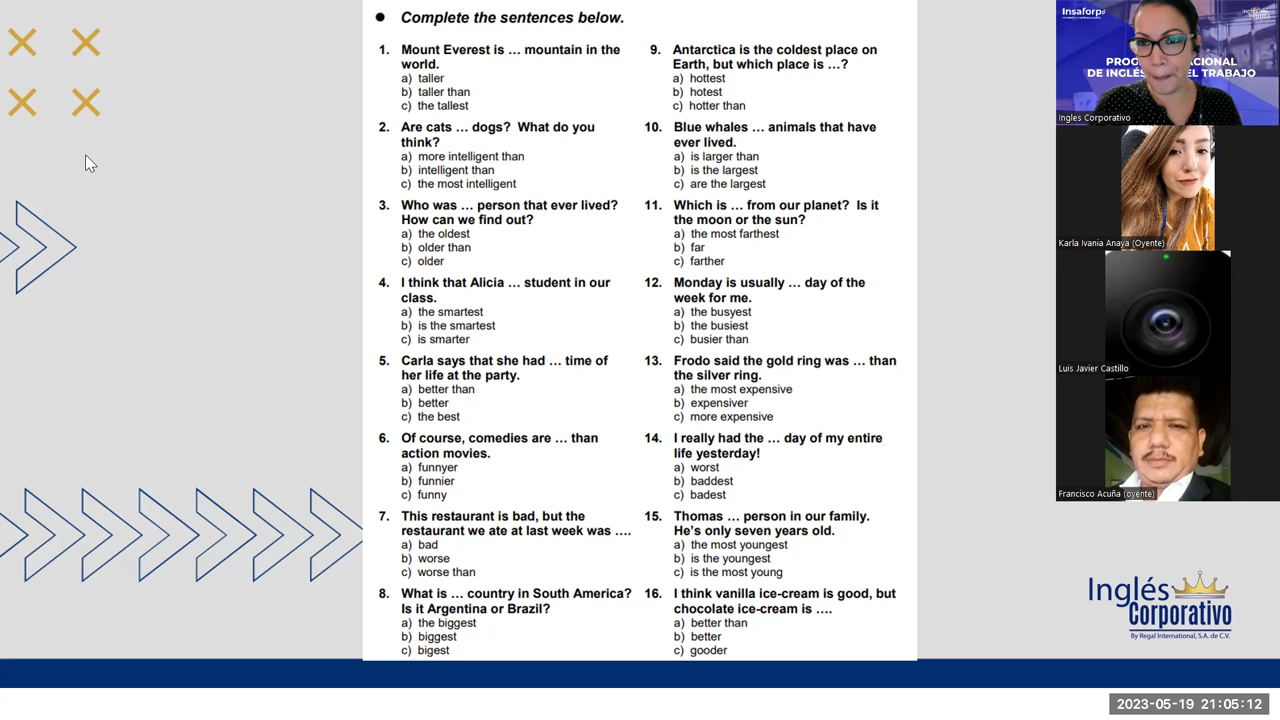 Complete the sentences below.
1. Mount Everest is … mountain in the
world.
a) taller
b) taller than
c) the tallest
2. Are cats … dogs? What do you
think?
a) more intelligent than
b) intelligent than
c) the most intelligent
3. Who was … person that ever lived?
How can we find out?
a) the oldest
b) older than
c) older
4. I think that Alicia … student in our
class.
a) the smartest
b) is the smartest
c) is smarter
5. Carla says that she had … time of
her life at the party.
a) better than
b) better
c) the best
6. Of course, comedies are … than
action movies.
a) funnyer
b) funnier
c) funny
7. This restaurant is bad, but the
restaurant we ate at last week was ….
a) bad
b) worse
c) worse than
8. What is … country in South America?
Is it Argentina or Brazil?
a) the biggest
b) biggest
c) bigest
9. Antarctica is the coldest place on
Earth, but which place is …?
a) hottest
b) hotest
c) hotter than
10. Blue whales … animals that have
ever lived.
a) is larger than
b) is the largest
c) are the largest
11. Which is … from our planet? Is it
the moon or the sun?
a) the most farthest
b) far
c) farther
12. Monday is usually … day of the
week for me.
a) the busyest
b) the busiest
c) busier than
13. Frodo said the gold ring was … than
the silver ring.
a) the most expensive
b) expensiver
c) more expensive
14. I really had the … day of my entire
life yesterday!
a) worst
b) baddest
c) badest
15. Thomas … person in our family.
He's only seven years old.
a) the most youngest
b) is the youngest
c) is the most young
16. I think vanilla ice-cream is good, but
chocolate ice-cream is ….
a) better than
b) better
c) gooder
Insaforp
DE INGLÉS EL TRABAJO
Ingles Corporativo
Karla Ivania Anaya (Oyente)
Luis Javier Castillo
Francisco Acuña (oyente)
Inglés
Corporativo
By Regal International, S.A. de C.V.
2023-05-19 21:05:12